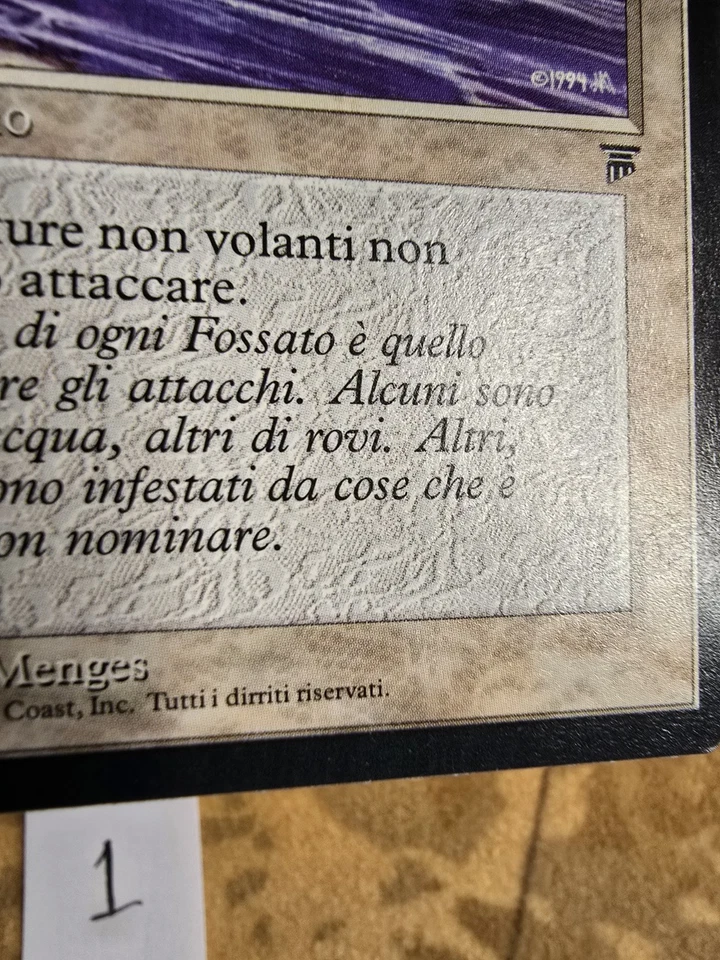 ©1994
o
ture non volanti non
o attaccare.
di ogni Fossato è quello
re gli attacchi. Alcuni sono
cqua, altri di rovi. Altri,
ono infestati da cose che è
on nominare.
Menges
Coast, Inc. Tutti i dirriti riservati.
1